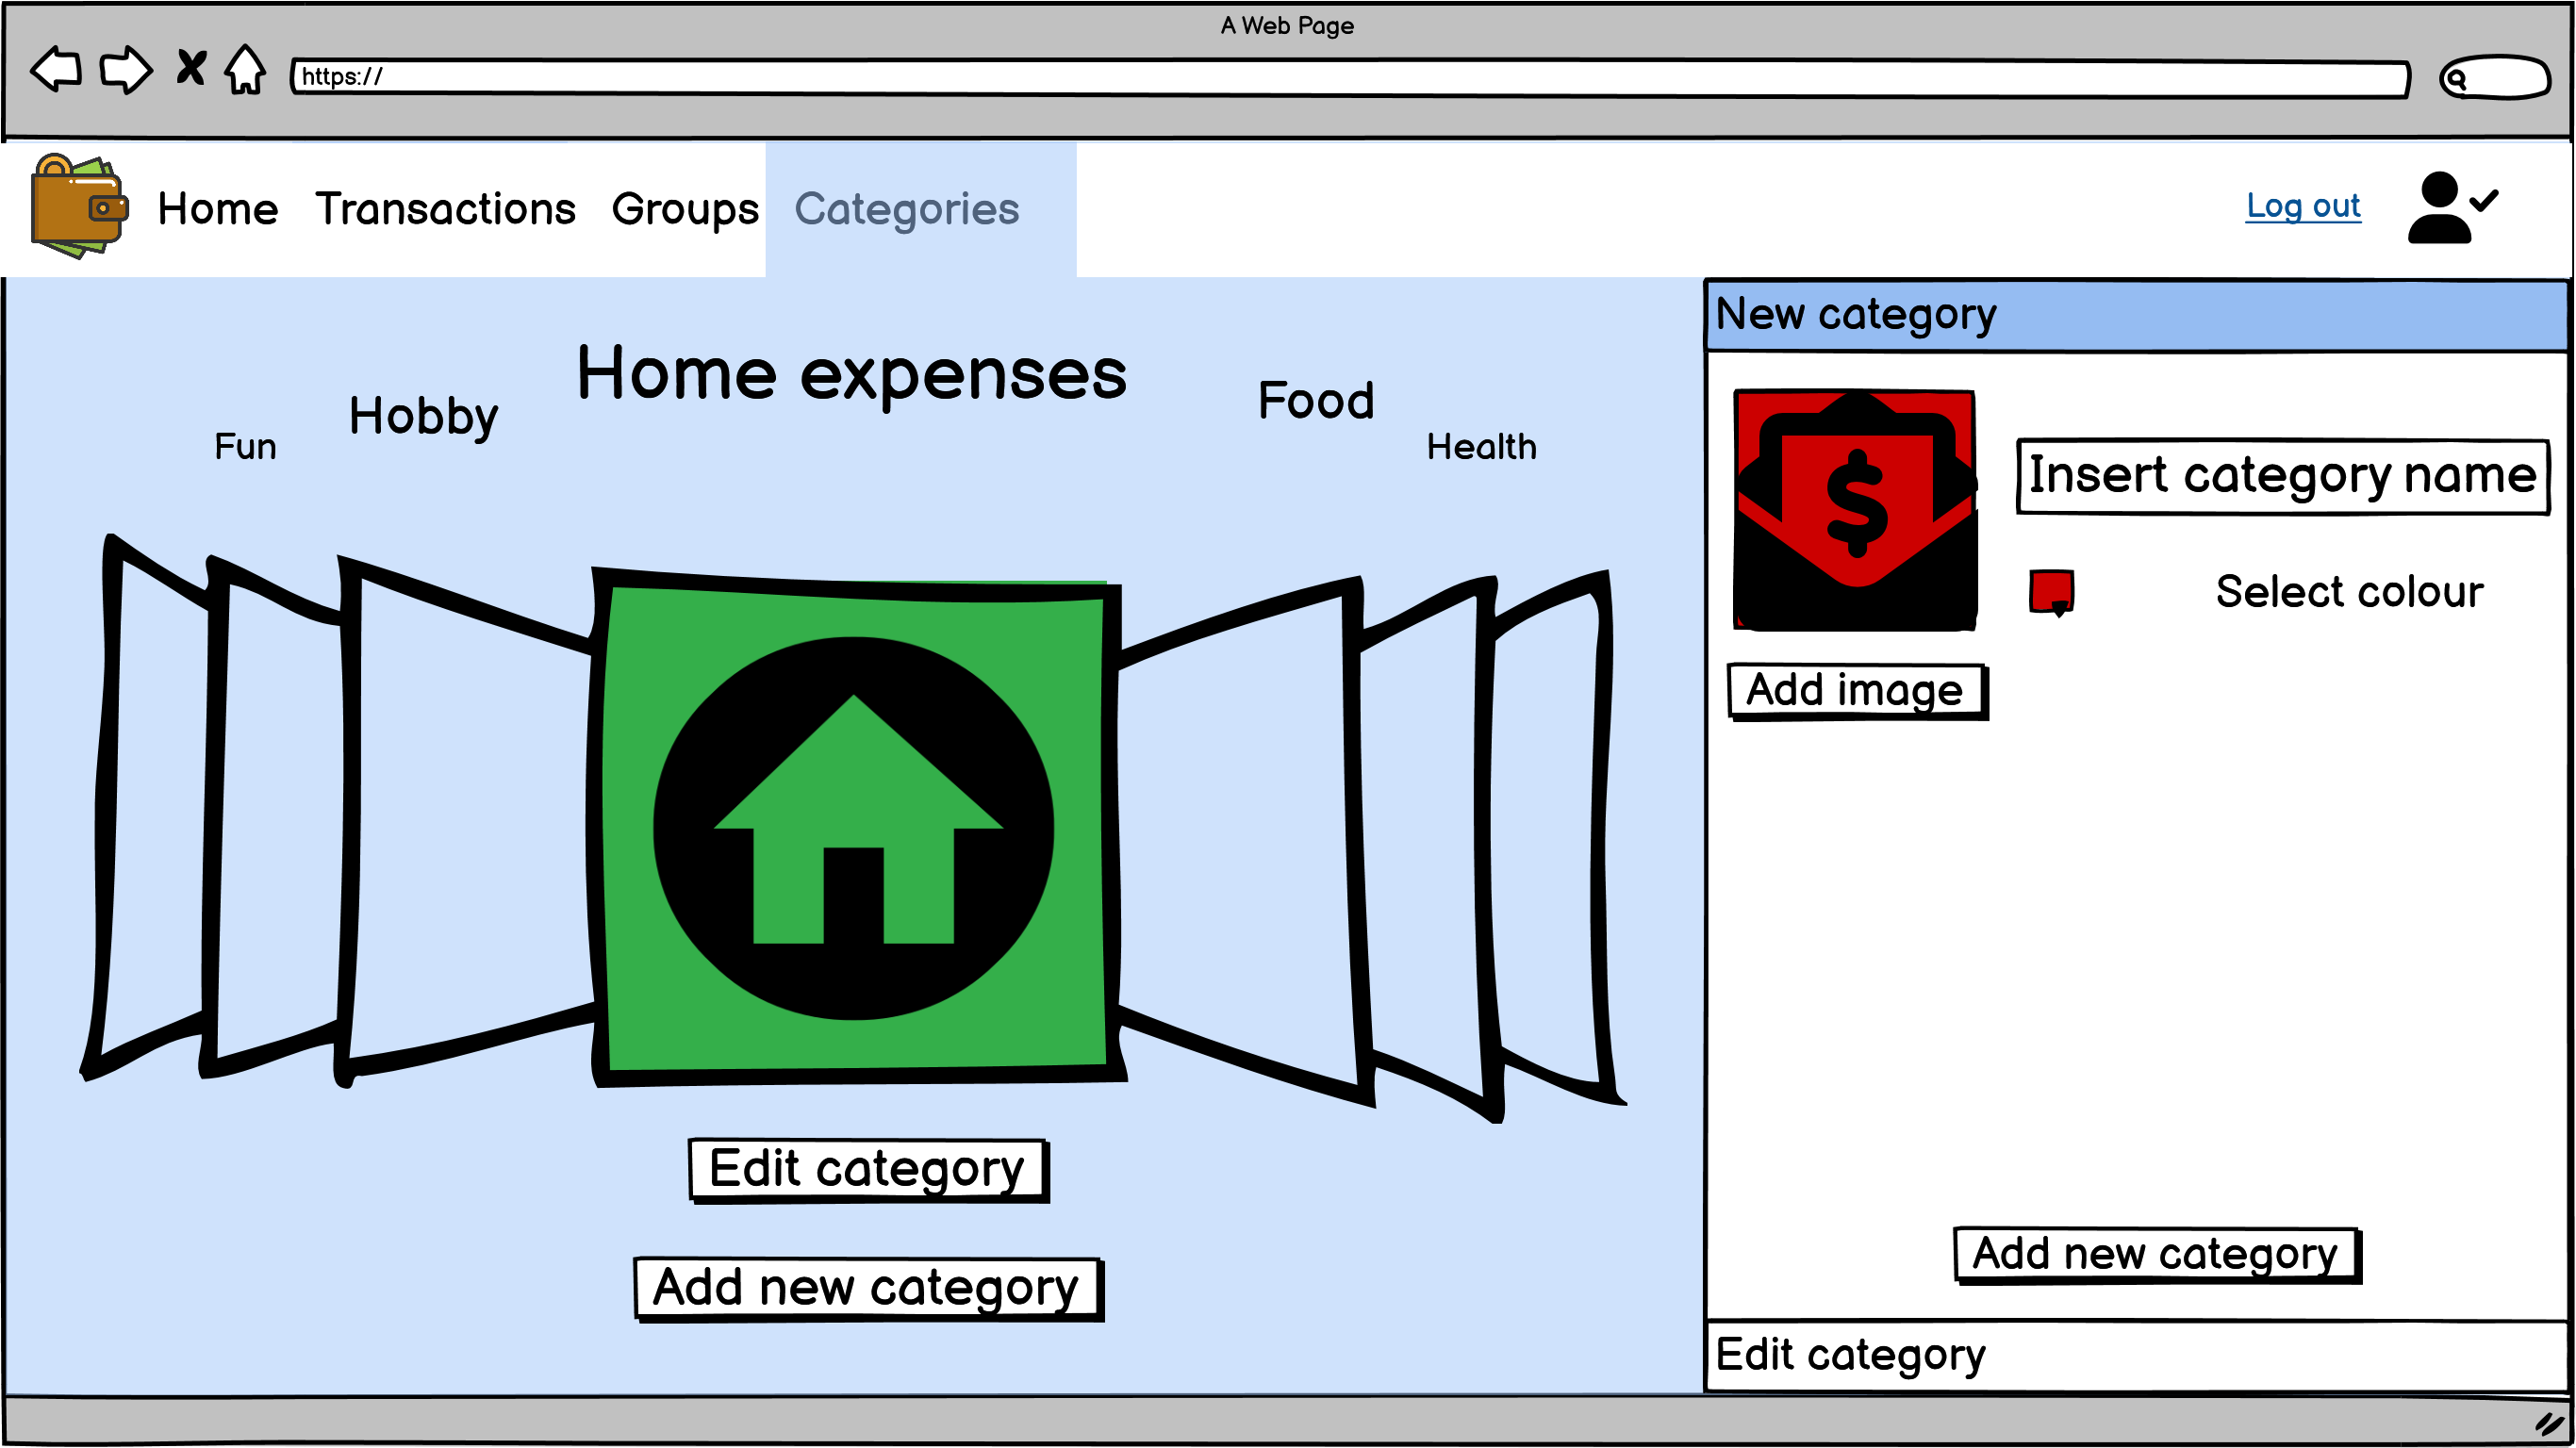 A Web Page
https://
Home Transactions Groups Categories
Log out
New category
Home expenses
Hobby
Food
Fun
Health
$
Insert category name
Select colour
Add image
Edit category
Add new category
Add new category
Edit category